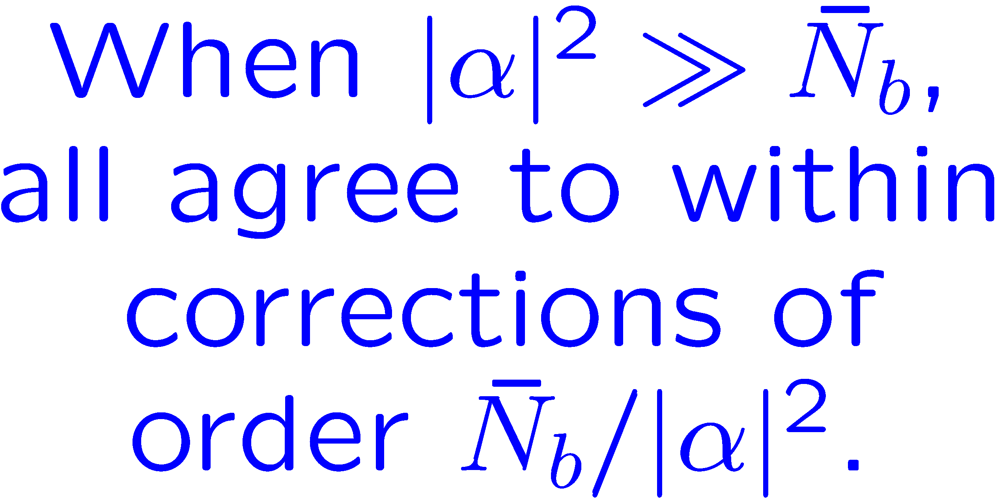 When |α|² ≫ N̄_b,
all agree to within
corrections of
order N̄_b/|α|².